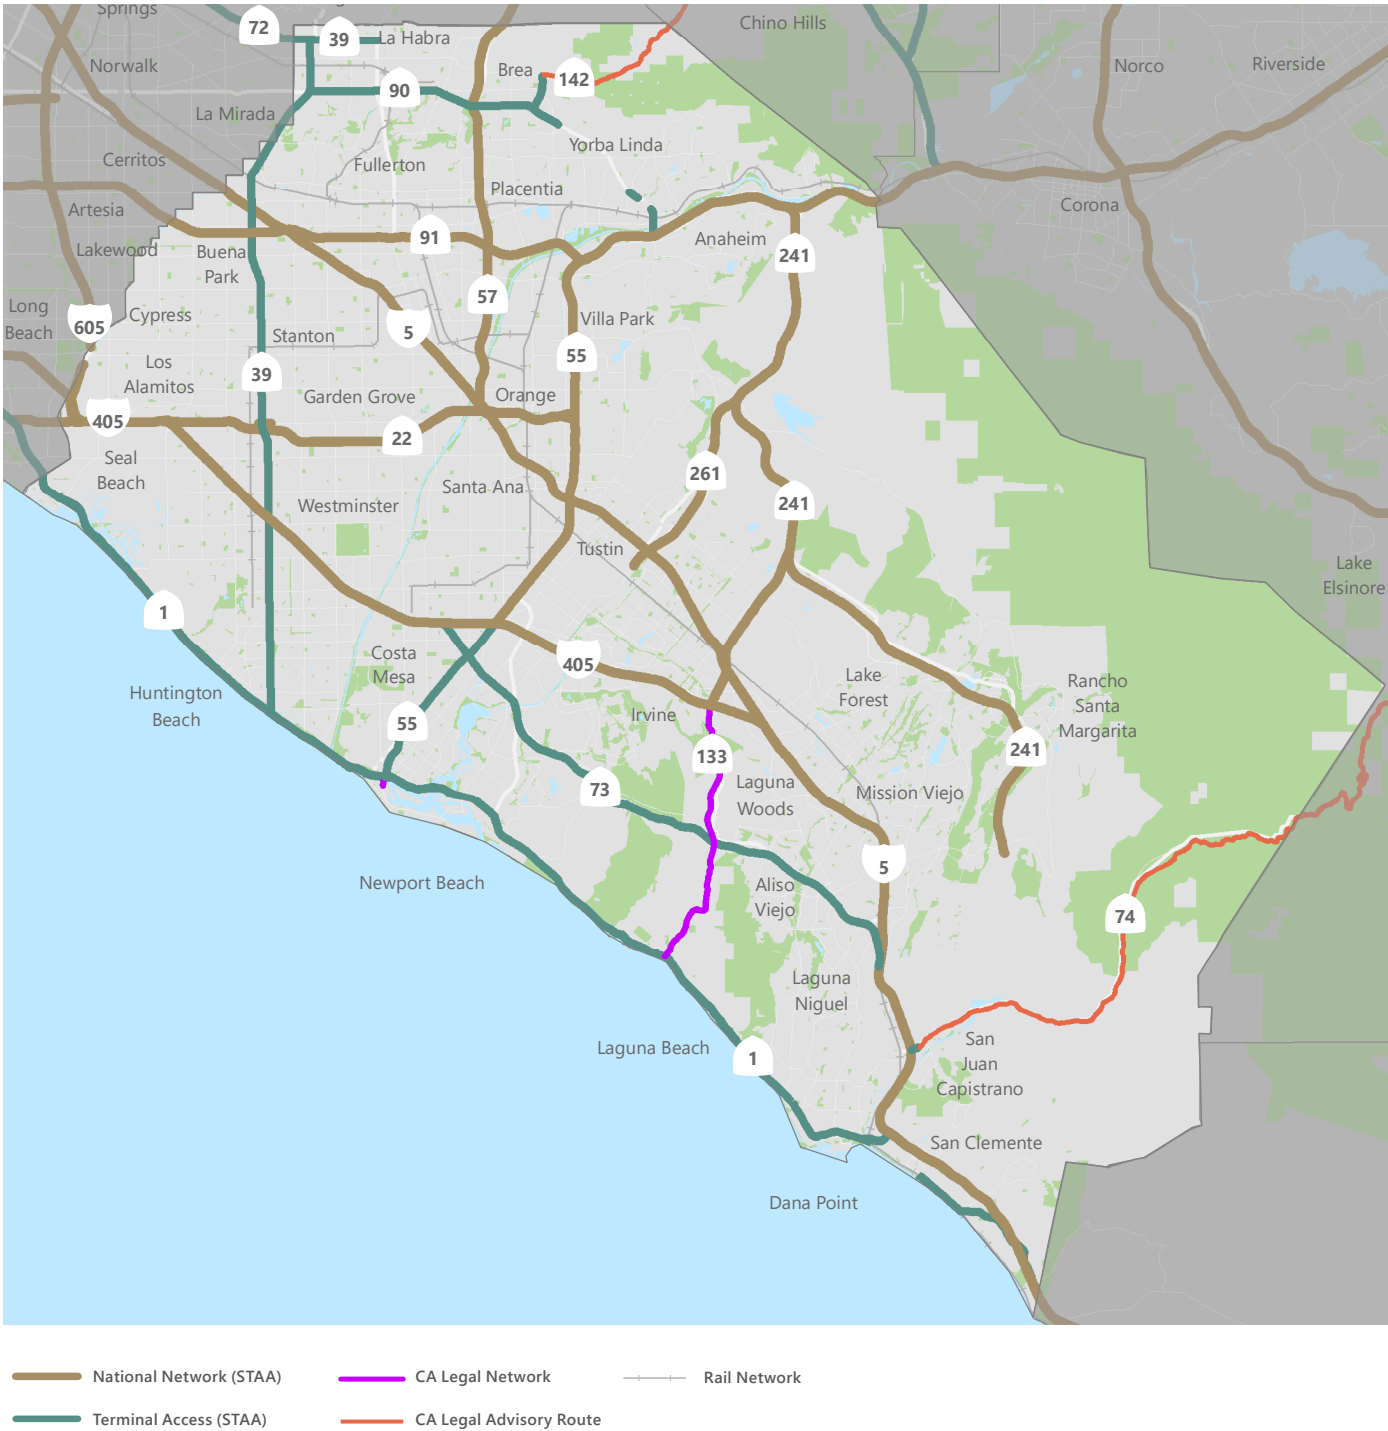 Springs
72
39
La Habra
Chino Hills
Norwalk
Brea
142
Norco
Riverside
90
La Mirada
Yorba Linda
Cerritos
Fullerton
Placentia
Artesia
Corona
Lakewood
Buena
Park
91
Anaheim
241
57
Long
Beach
605
Cypress
5
Stanton
Villa Park
55
Los
Alamitos
39
Garden Grove
Orange
405
22
Seal
Beach
261
Santa Ana
241
Westminster
Tustin
Lake
Elsinore
1
Costa
Mesa
405
Huntington
Beach
Lake
Forest
Rancho
Santa
Margarita
Irvine
55
133
241
73
Laguna
Woods
Mission Viejo
5
Newport Beach
Aliso
Viejo
74
Laguna
Niguel
Laguna Beach
1
San
Juan
Capistrano
San Clemente
Dana Point
National Network (STAA)
CA Legal Network
Rail Network
Terminal Access (STAA)
CA Legal Advisory Route